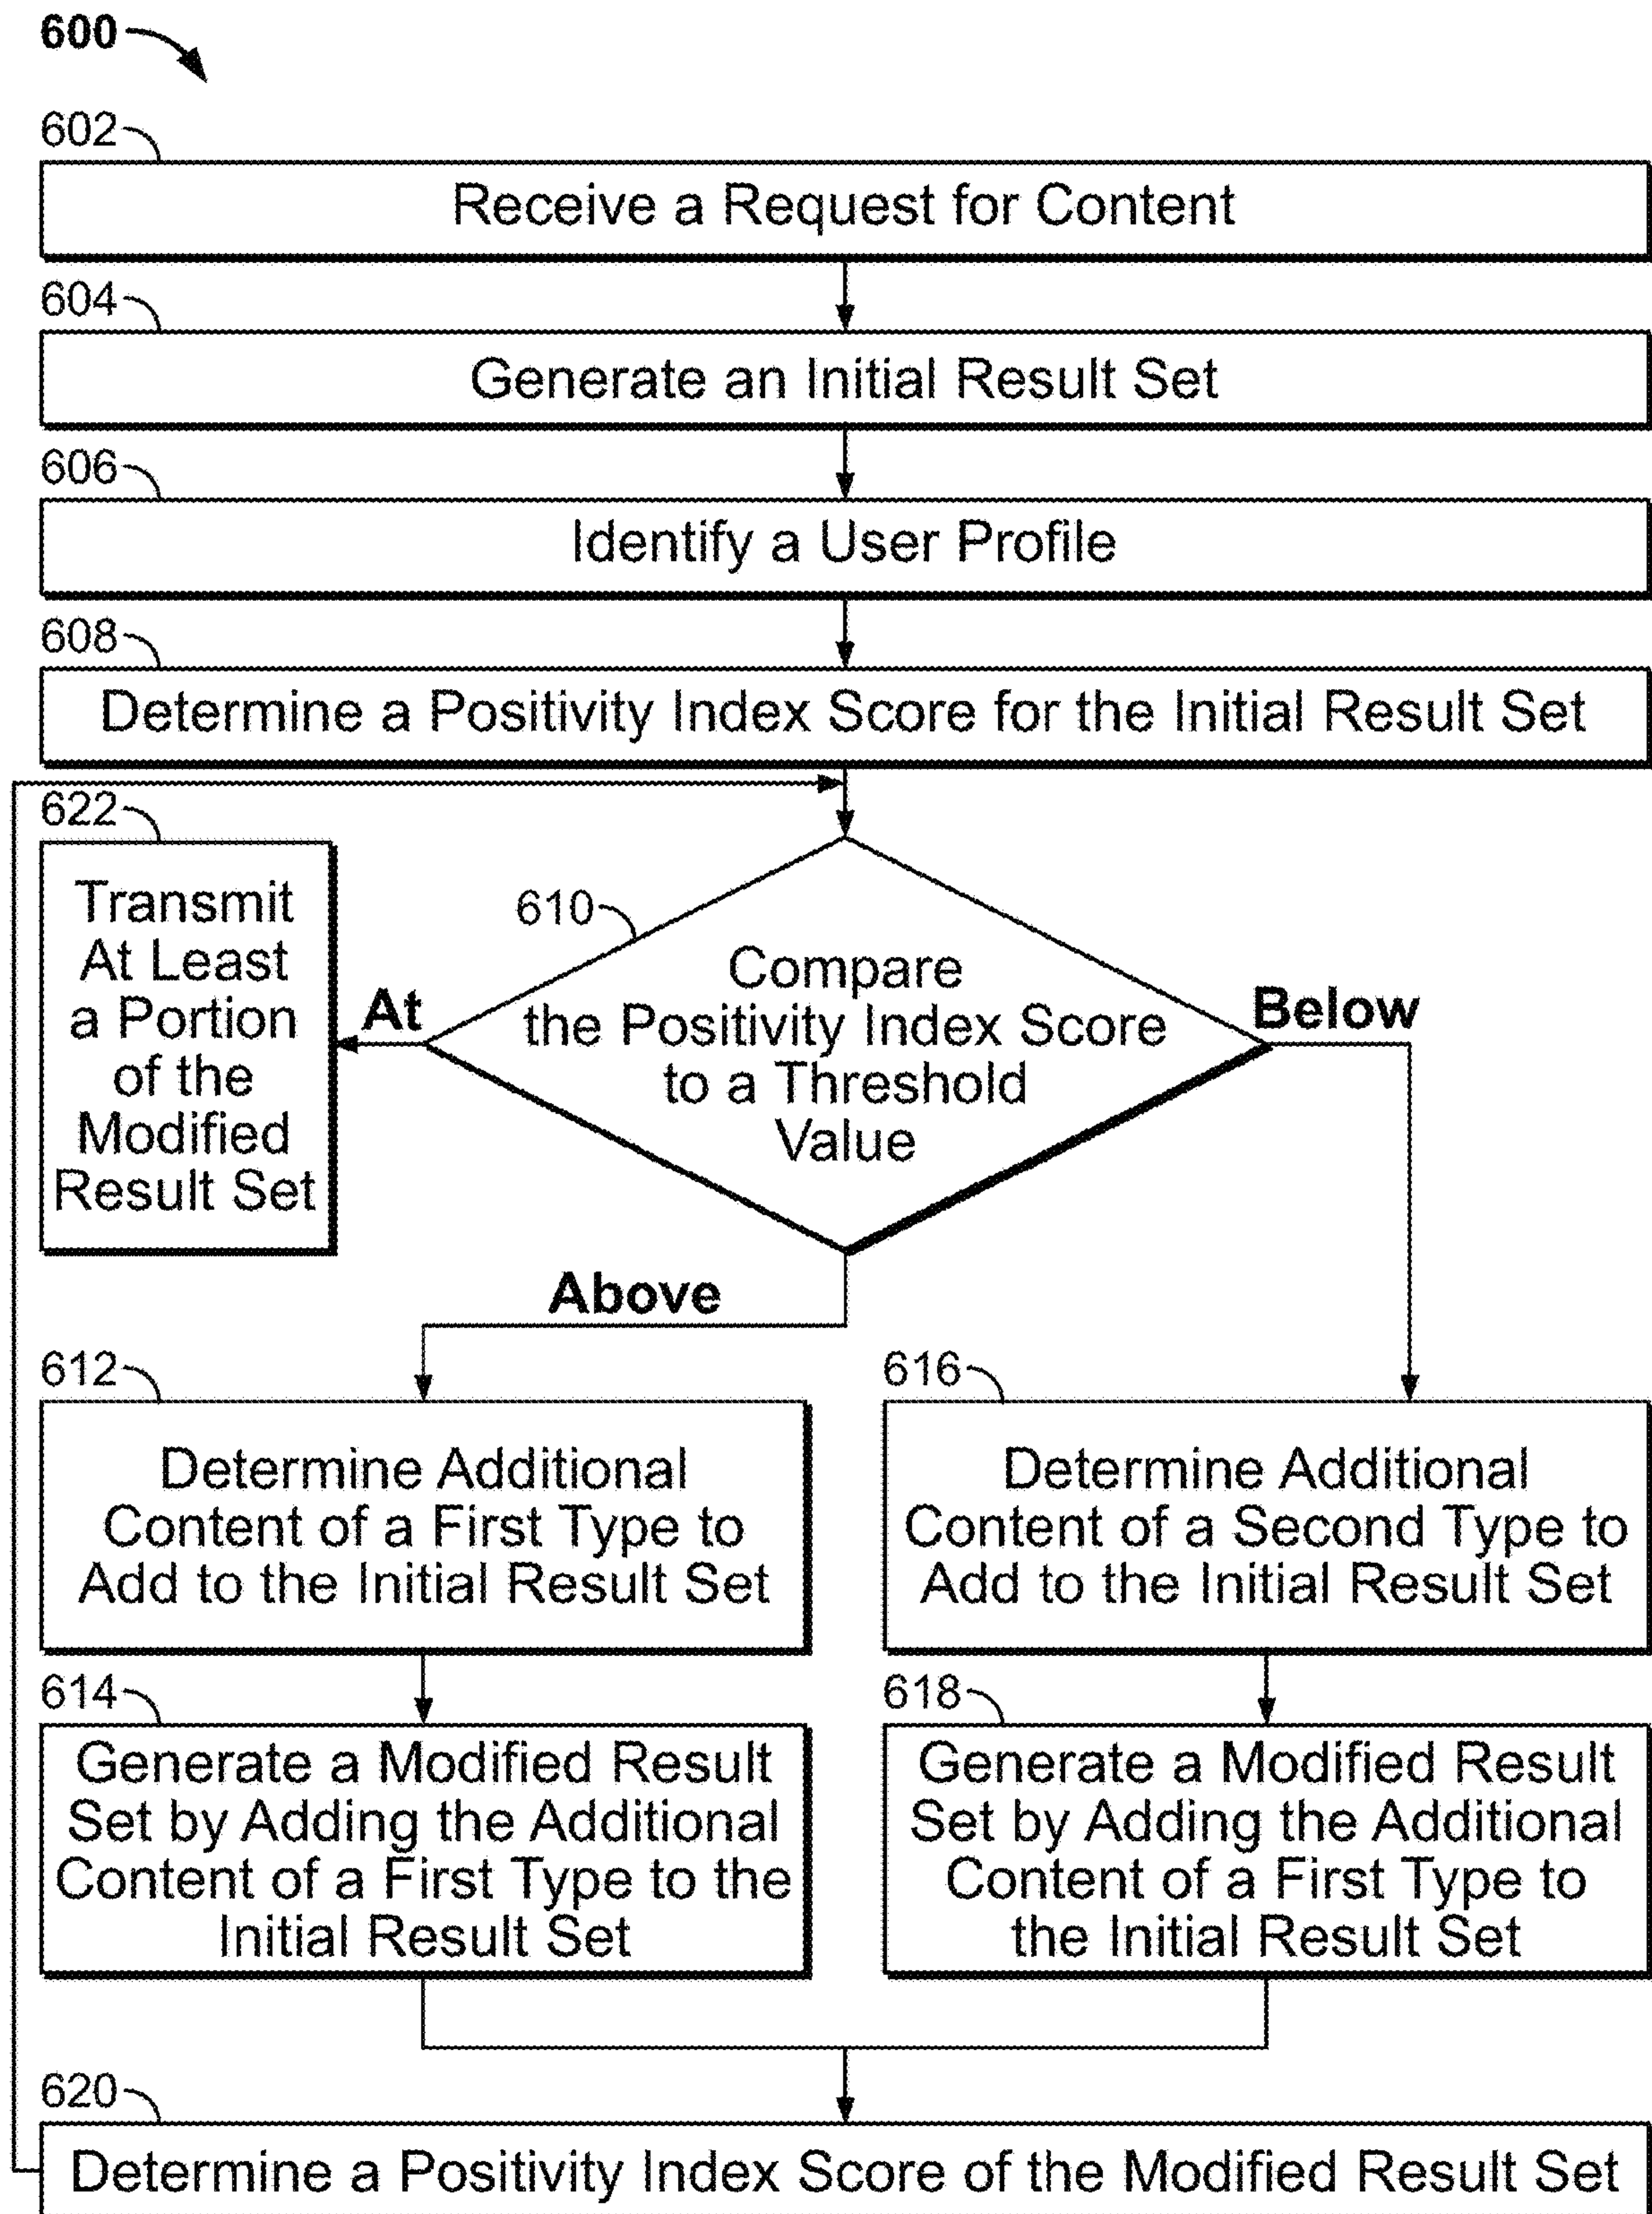 600
602
Receive a Request for Content
604
Generate an Initial Result Set
606
Identify a User Profile
608
Determine a Positivity Index Score for the Initial Result Set
622
Transmit
At Least
a Portion
of the
Modified
Result Set
At
610
Compare
the Positivity Index Score
to a Threshold
Value
Below
Above
612
Determine Additional
Content of a First Type to
Add to the Initial Result Set
616
Determine Additional
Content of a Second Type to
Add to the Initial Result Set
614
Generate a Modified Result
Set by Adding the Additional
Content of a First Type to the
Initial Result Set
618
Generate a Modified Result
Set by Adding the Additional
Content of a First Type to
the Initial Result Set
620
Determine a Positivity Index Score of the Modified Result Set